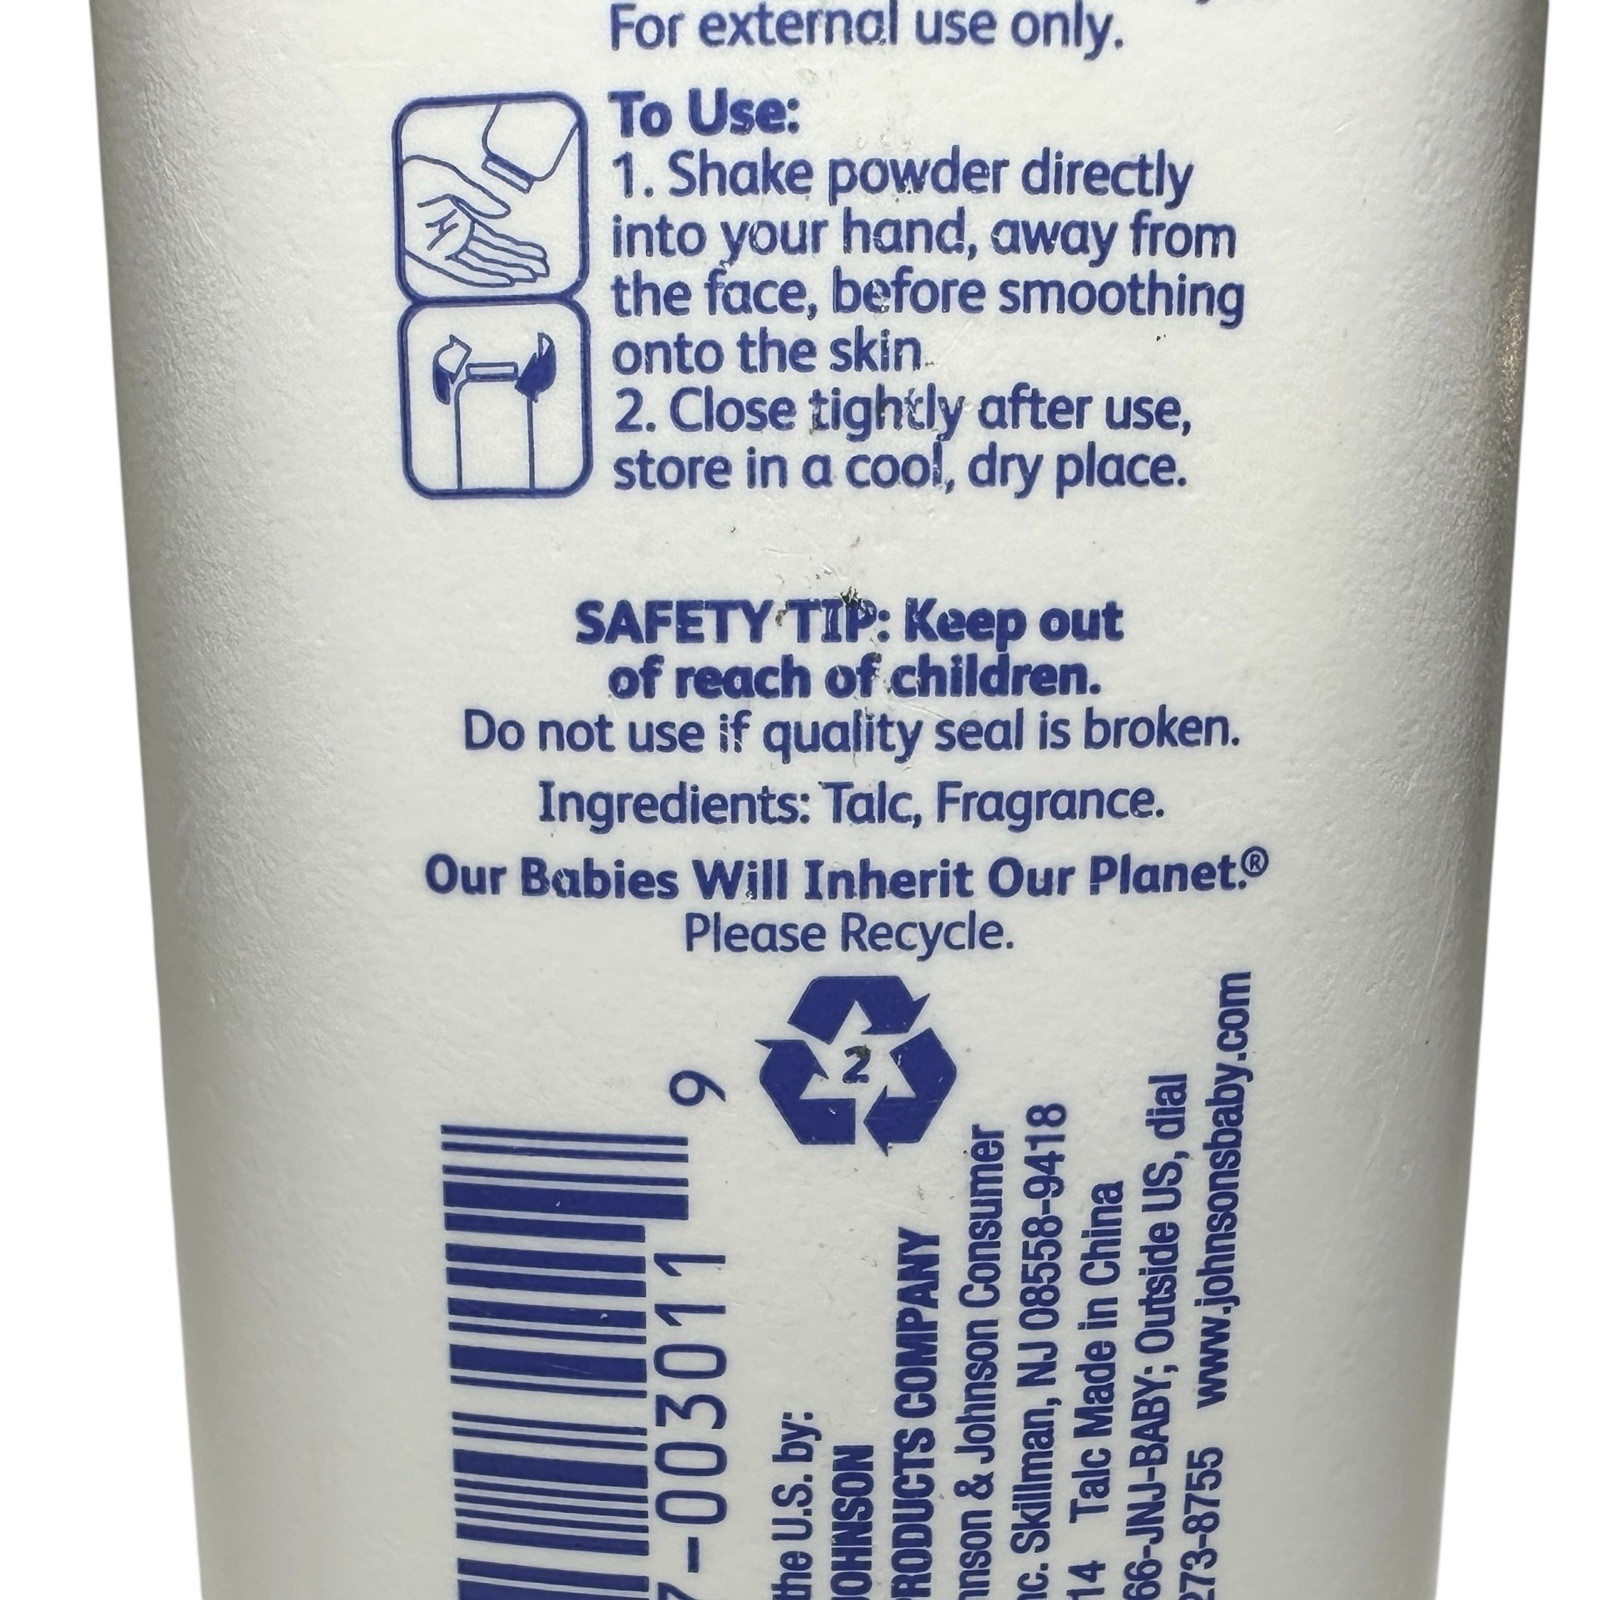 For external use only.
To Use:
1. Shake powder directly
into your hand, away from
the face, before smoothing
onto the skin.
2. Close tightly after use,
store in a cool, dry place.
SAFETY TIP: Keep out
of reach of children.
Do not use if quality seal is broken.
Ingredients: Talc, Fragrance.
Our Babies Will Inherit Our Planet.®
Please Recycle.
2
7-003011 9
the U.S. by:
JOHNSON
PRODUCTS COMPANY
Johnson & Johnson Consumer
Skillman, NJ 08558-9418
14 Talc Made in China
66-JNJ-BABY; Outside US, dial
273-8755 www.johnsonsbaby.com